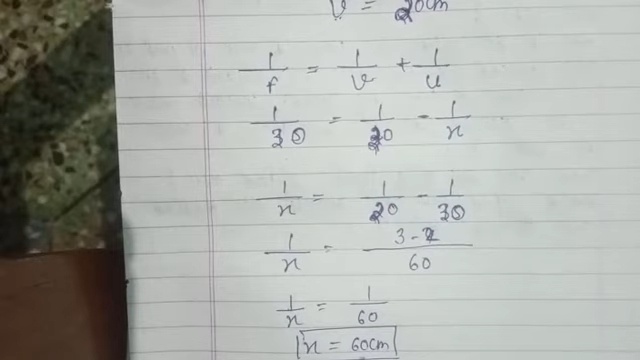 v = 20cm
1/f = 1/v + 1/u
1/30 = 1/20 - 1/x
1/x = 1/20 - 1/30
1/x = 3-2/60
1/x = 1/60
x = 60cm